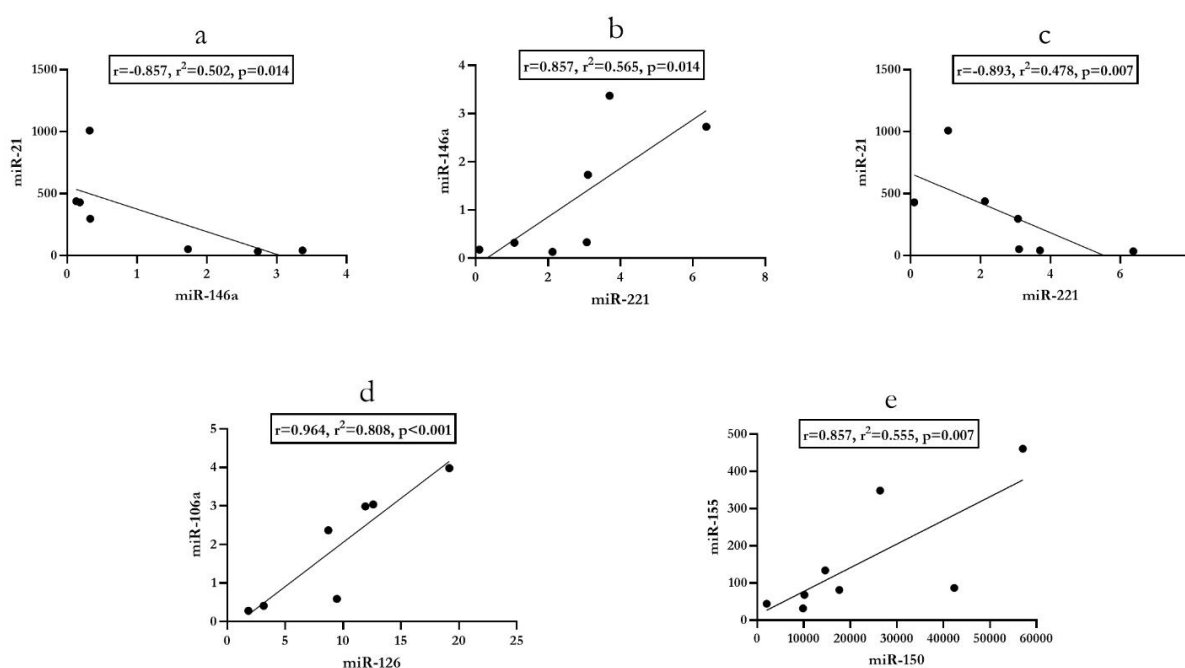 a
r=-0.857, r²=0.502, p=0.014
1500
1000
500
0
miR-21
0 1 2 3 4
miR-146a
b
r=0.857, r²=0.565, p=0.014
4
3
2
1
0
miR-146a
0 2 4 6 8
miR-221
c
r=-0.893, r²=0.478, p=0.007
1500
1000
500
0
miR-21
0 2 4 6
miR-221
d
r=0.964, r²=0.808, p<0.001
5
4
3
2
1
0
miR-106a
0 5 10 15 20 25
miR-126
e
r=0.857, r²=0.555, p=0.007
500
400
300
200
100
0
miR-155
0 10000 20000 30000 40000 50000 60000
miR-150